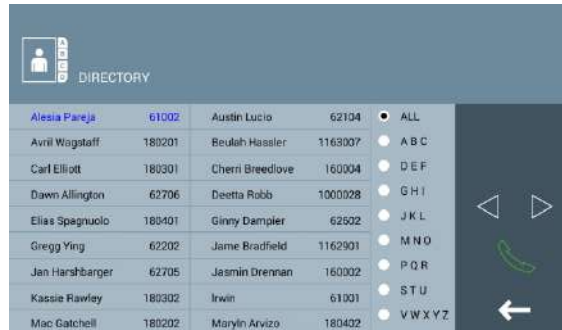 A
B
C
D
DIRECTORY
Alesia Pareja 61002 Austin Lucio 62104 ALL
Avril Wagstaff 180201 Beulah Hassler 1163007 A B C
Carl Elliott 180301 Cherri Breedlove 160004 D E F
Dawn Allington 62706 Deetta Robb 1000028 G H I
Elias Spagnuolo 180401 Ginny Dampier 62502 J K L
Gregg Ying 62202 Jame Bradfield 1162901 M N O
Jan Harshbarger 62705 Jasmin Drennan 160002 P Q R
Kassie Rawley 180302 Irwin 61001 S T U
Mac Gatchell 180202 Maryln Arvizo 180402 V W X Y Z